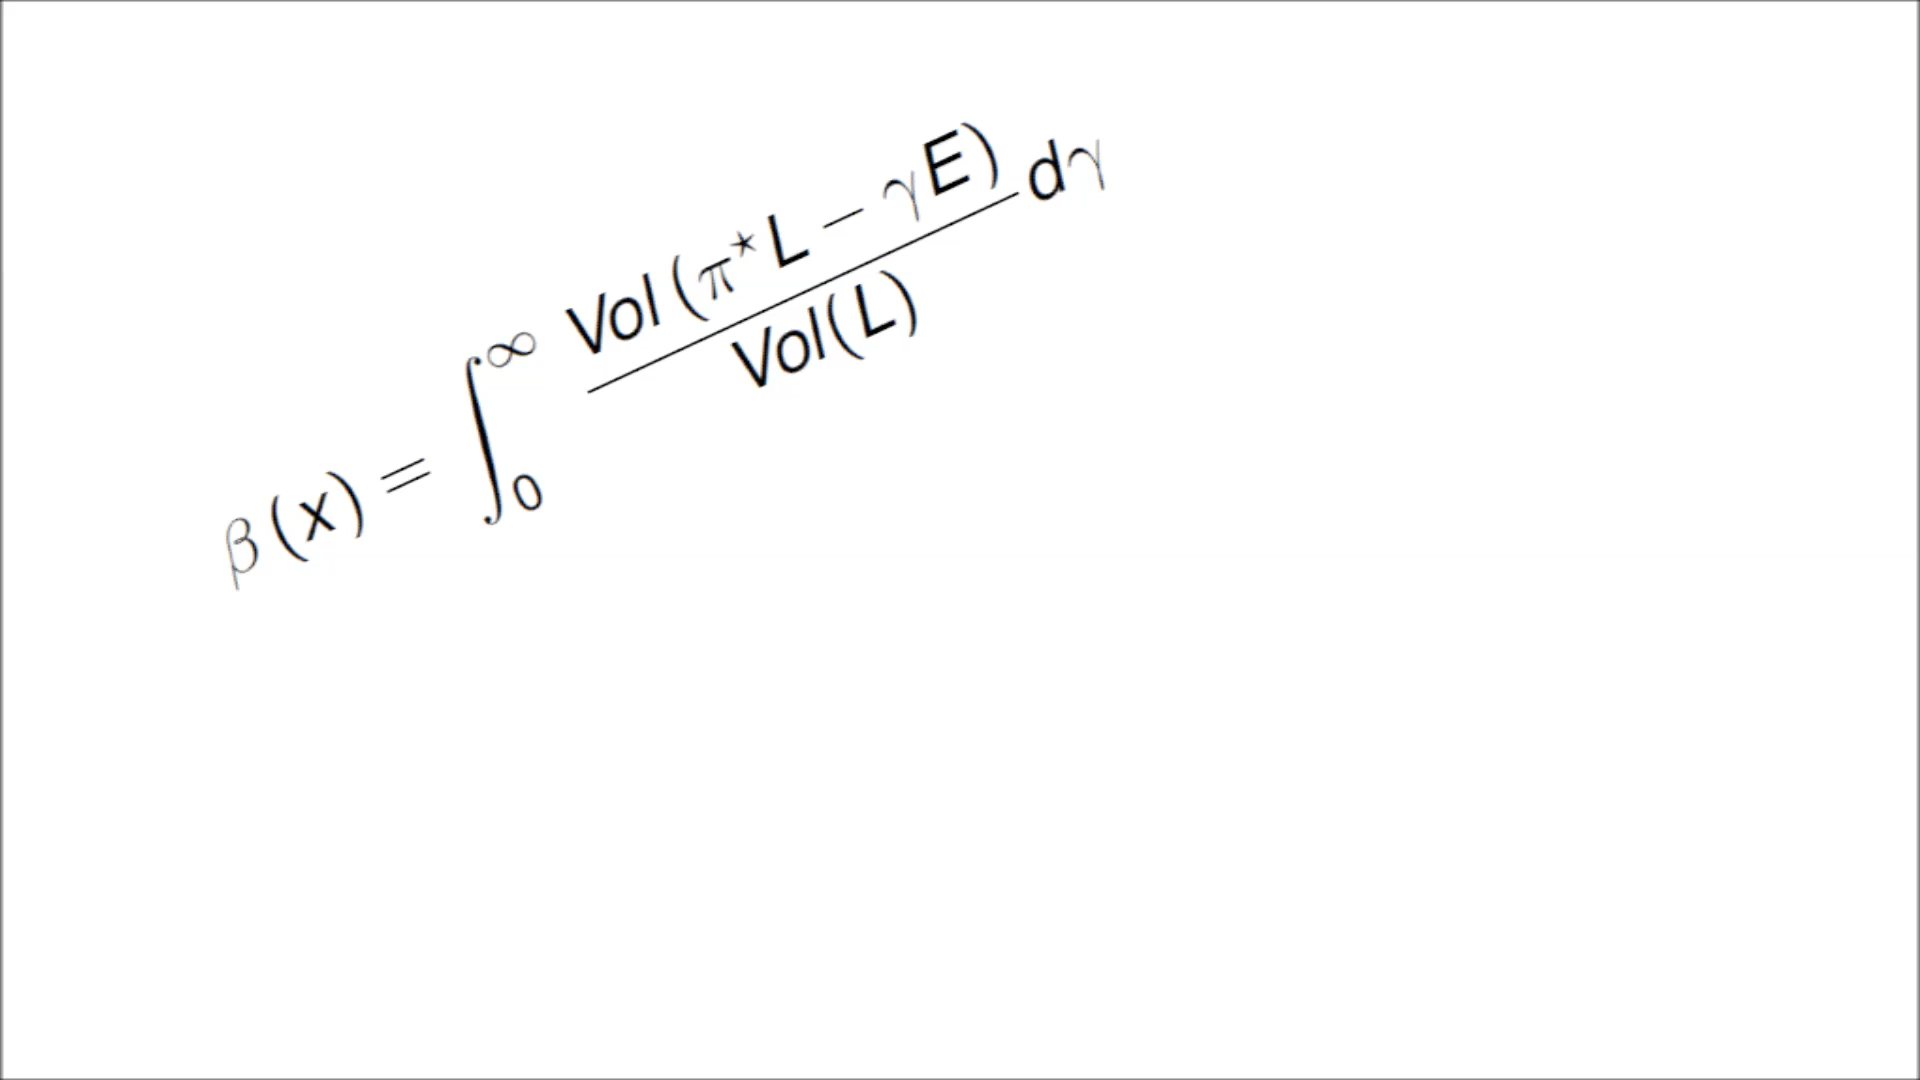 β(x) = ∫₀^∞ Vol(π*L − γE) / Vol(L) dγ